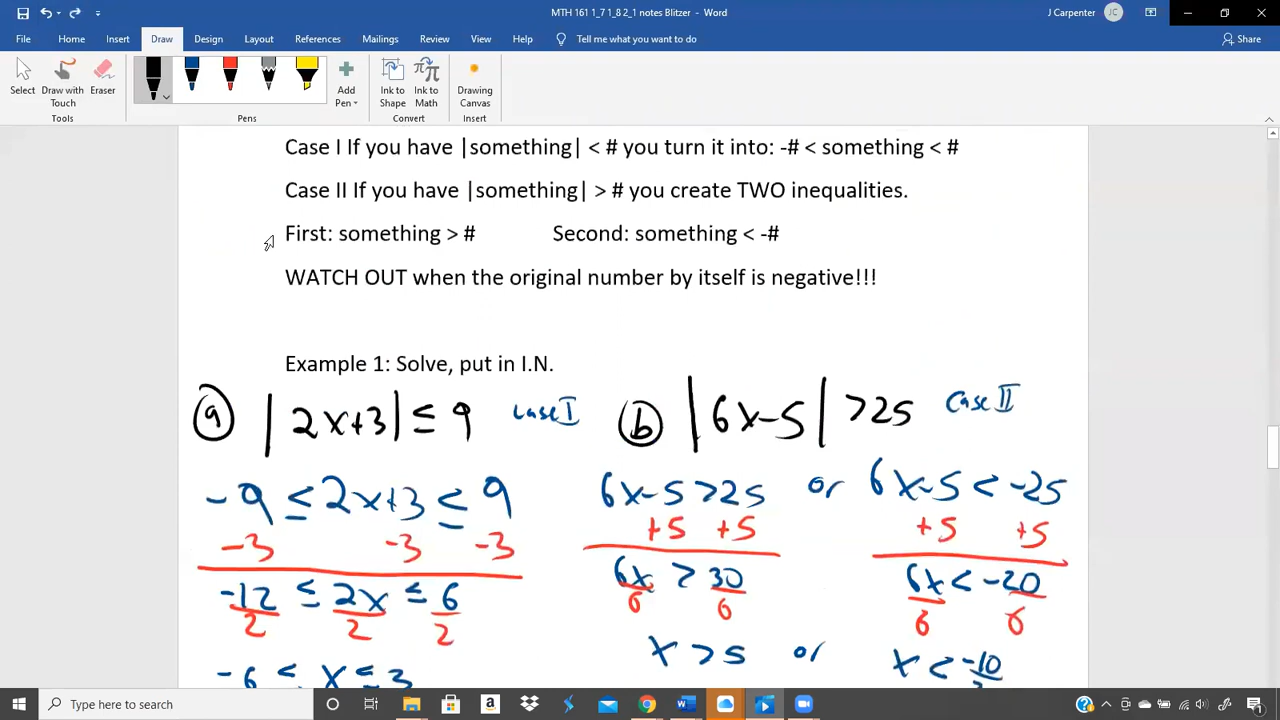 MTH 161 1_7 1_8 2_1 notes Blitzer - Word
J Carpenter JC
File Home Insert Draw Design Layout References Mailings Review View Help Tell me what you want to do Share
Select Draw with Touch Eraser Add Pen Ink to Shape Ink to Math Drawing Canvas
Tools Pens Convert Insert
Case I If you have |something| < # you turn it into: -# < something < #
Case II If you have |something| > # you create TWO inequalities.
First: something > # Second: something < -#
WATCH OUT when the original number by itself is negative!!!
Example 1: Solve, put in I.N.
a |2x+3| ≤ 9 Case I b |6x-5| >25 Case II
-9 ≤ 2x+3 ≤ 9 6x-5 >25 or 6x-5 < -25
-3 -3 -3 +5 +5 +5 +5
-12 ≤ 2x ≤ 6 6x > 30 6x < -20
2 2 2 6 6 6 6
-6 ≤ x ≤ 3 x >5 or x < -10
Type here to search